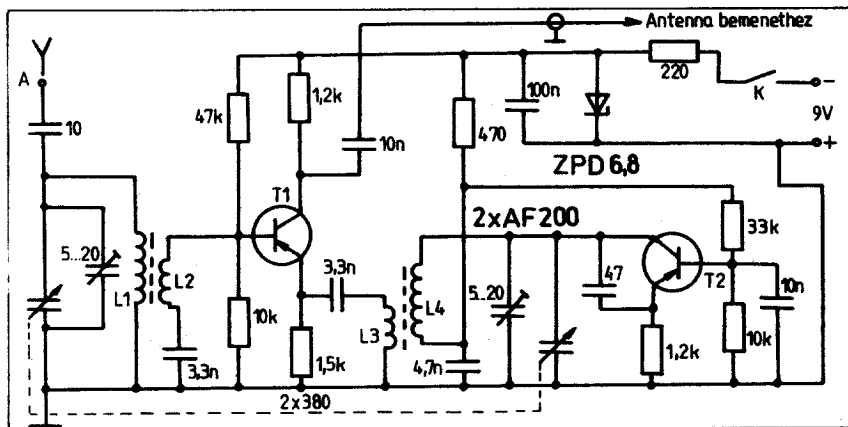 Antenna bemenethez
A
10
47k
1,2k
10n
470
100n
220
K
−
9V
+
ZPD 6,8
T1
2xAF 200
5...20
L1
L2
3,3n
10k
3,3n
1,5k
L3
L4
5...20
4,7n
47
T2
33k
10n
1,2k
10k
2x380